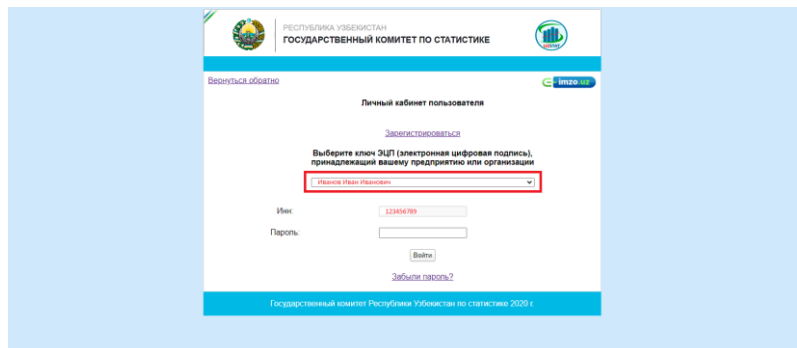 РЕСПУБЛИКА УЗБЕКИСТАН
ГОСУДАРСТВЕННЫЙ КОМИТЕТ ПО СТАТИСТИКЕ
Вернуться обратно
e-imzo.uz
Личный кабинет пользователя
Зарегистрироваться
Выберите ключ ЭЦП (электронная цифровая подпись),
принадлежащий вашему предприятию или организации
Иванов Иван Иванович
Инн:
123456789
Пароль:
Войти
Забыли пароль?
Государственный комитет Республики Узбекистан по статистике 2020 г.